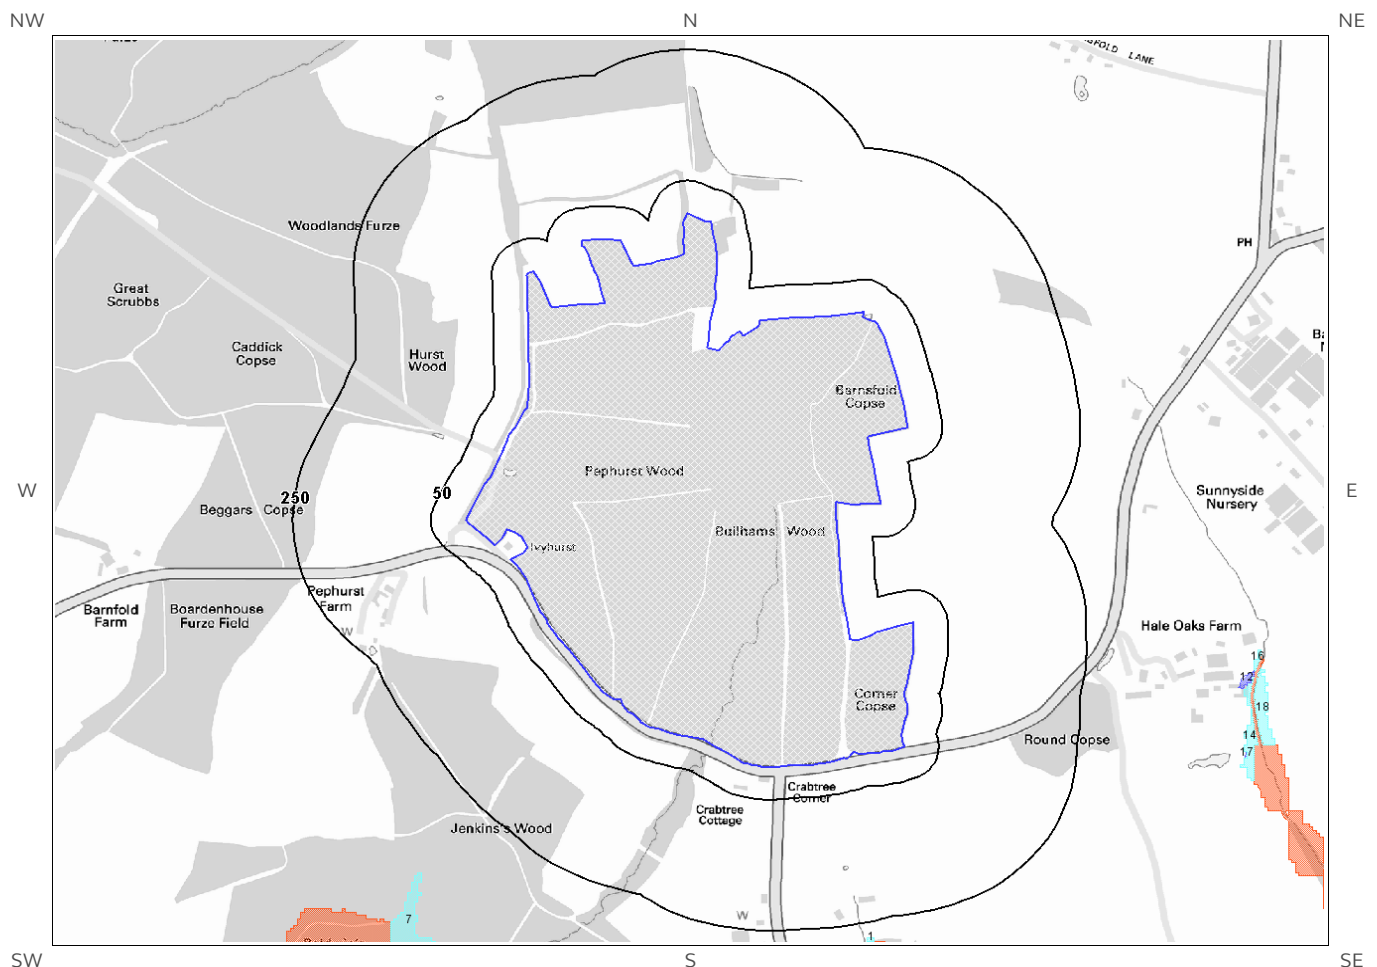 NW
N
NE
LANE
Woodlands Furze
PH
Great
Scrubbs
Caddick
Copse
Hurst
Wood
Barnsfold
Copse
Pephurst Wood
W
250
50
E
Beggars Copse
Sunnyside
Nursery
Builhams Wood
Ivyhurst
Pephurst
Farm
Barnfold
Farm
Boardenhouse
Furze Field
W
Hale Oaks Farm
16
12
18
14
17
Corner
Copse
Round Copse
Crabtree
Corner
Crabtree
Cottage
Jenkins's Wood
7
W
1
SW
S
SE